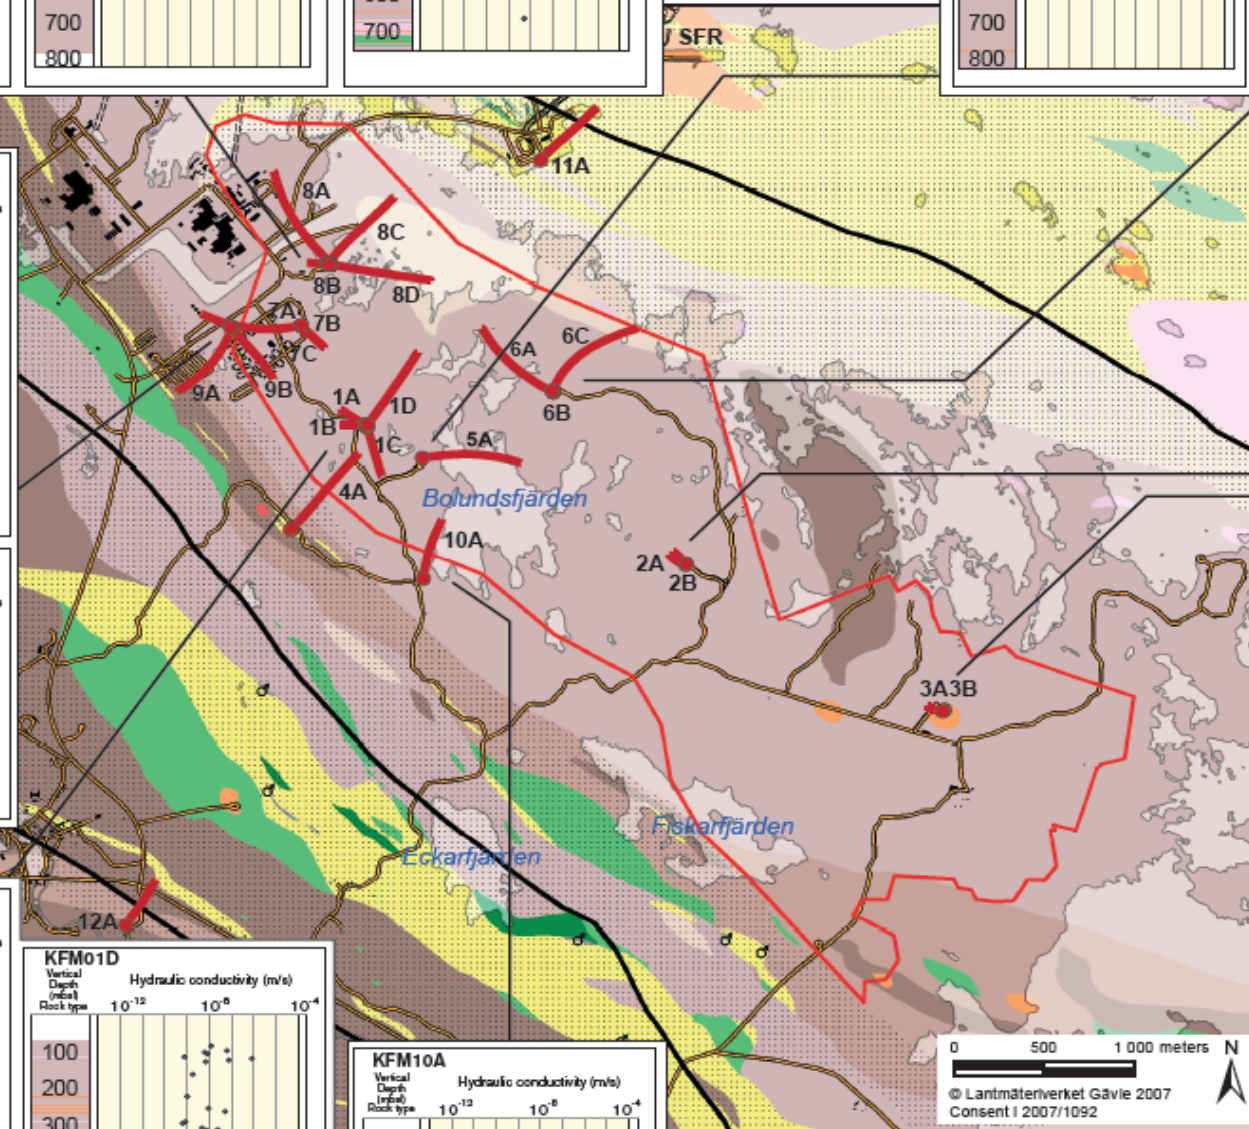 700
800
700
700
800
SFR
11A
8A
8C
8B
8D
7A
7B
7C
6C
6A
6B
9A
9B
1A
1D
1B
1C
5A
4A
Bolundsfjärden
10A
2A
2B
3A3B
Fiskarfjärden
Eckarfjärden
12A
KFM01D
Vertical
Depth
(mbsl)
Rock type
Hydraulic conductivity (m/s)
10-12
10-8
10-4
100
200
300
KFM10A
Vertical
Depth
(mbsl)
Rock type
Hydraulic conductivity (m/s)
10-12
10-8
10-4
0 500 1 000 meters
N
© Lantmäteriverket Gävle 2007
Consent I 2007/1092